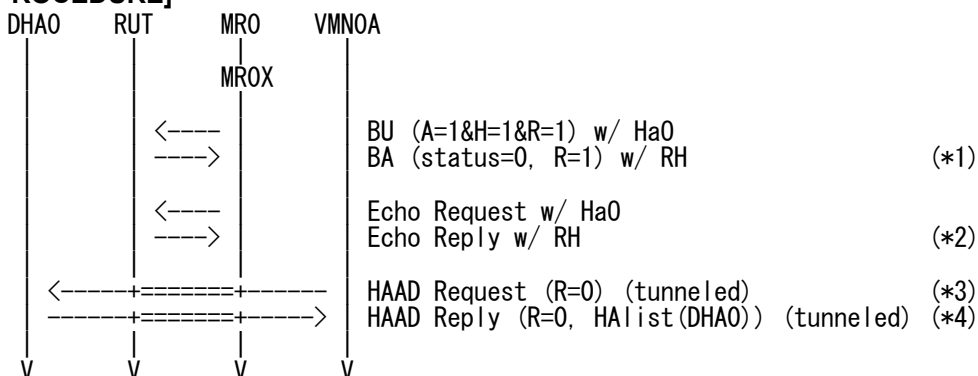 ROCEDURE]
DHA0 RUT MR0 VMN0A
MR0X
<---- BU (A=1&H=1&R=1) w/ HaO
----> BA (status=0, R=1) w/ RH (*1)
<---- Echo Request w/ HaO
----> Echo Reply w/ RH (*2)
<-----+=======+------ HAAD Request (R=0) (tunneled) (*3)
------+=======+-----> HAAD Reply (R=0, HAlist(DHA0)) (tunneled) (*4)
V V V V